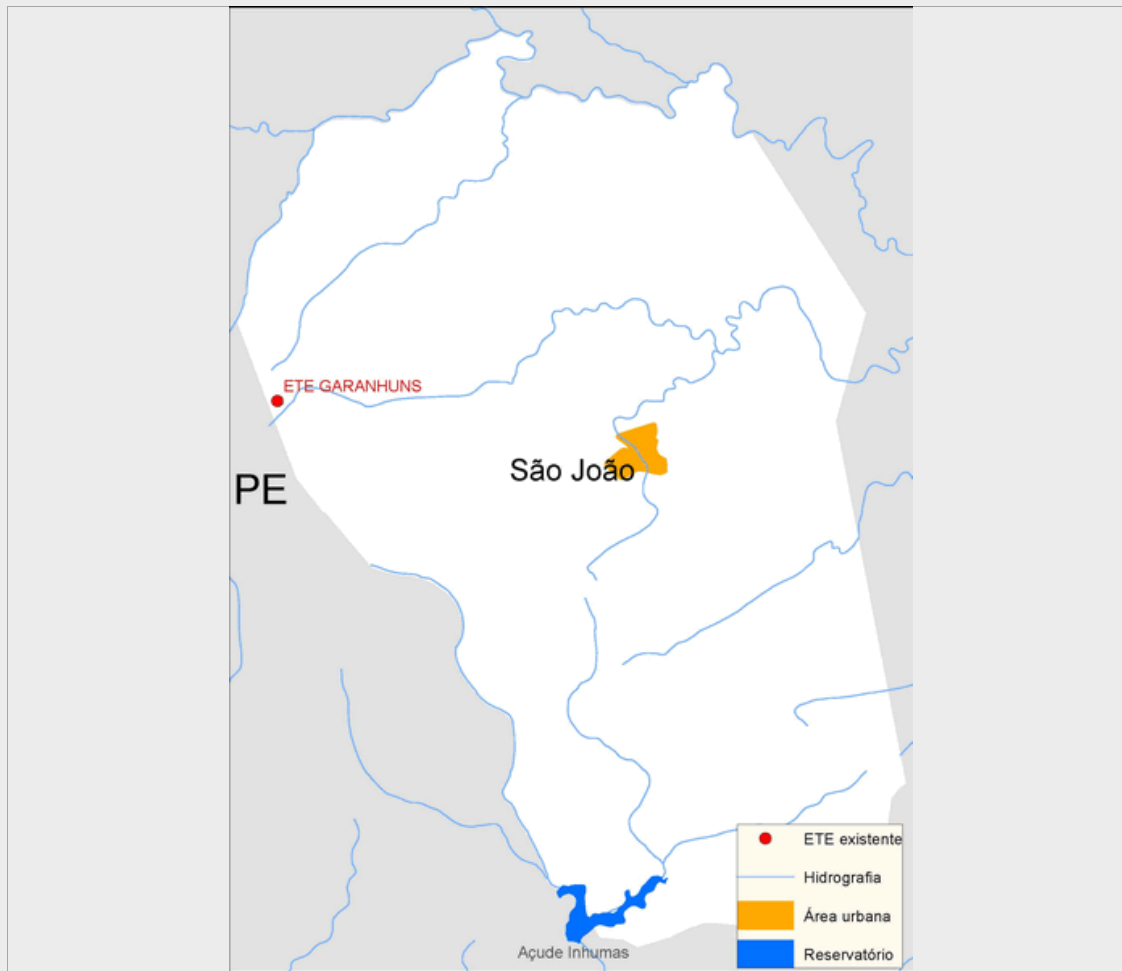 ETE GARANHUNS
São João
PE
ETE existente
Hidrografia
Área urbana
Reservatório
Açude Inhumas